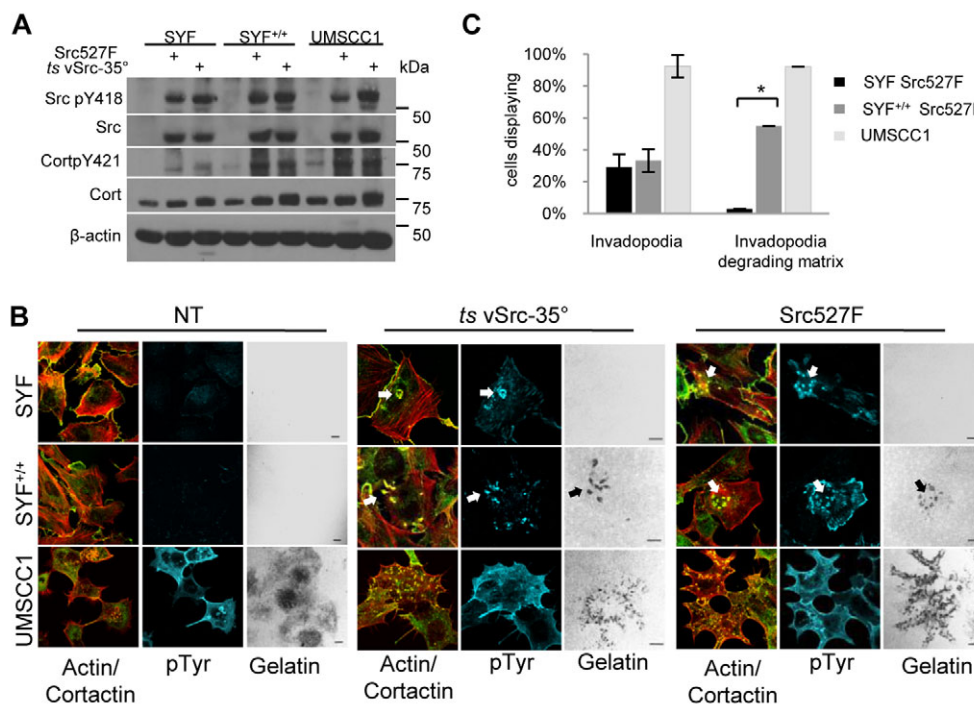 A
SYF SYF+/+ UMSCC1
Src527F + + +
ts vSrc-35° + + + kDa
Src pY418
50
Src
50
CortpY421
75
Cort
75
β-actin
50
C
100%
80%
60%
40%
20%
0%
cells displaying
*
Invadopodia
Invadopodia
degrading matrix
SYF Src527F
SYF+/+ Src527F
UMSCC1
B
NT ts vSrc-35° Src527F
SYF
SYF+/+
UMSCC1
Actin/
Cortactin
pTyr
Gelatin
Actin/
Cortactin
pTyr
Gelatin
Actin/
Cortactin
pTyr
Gelatin